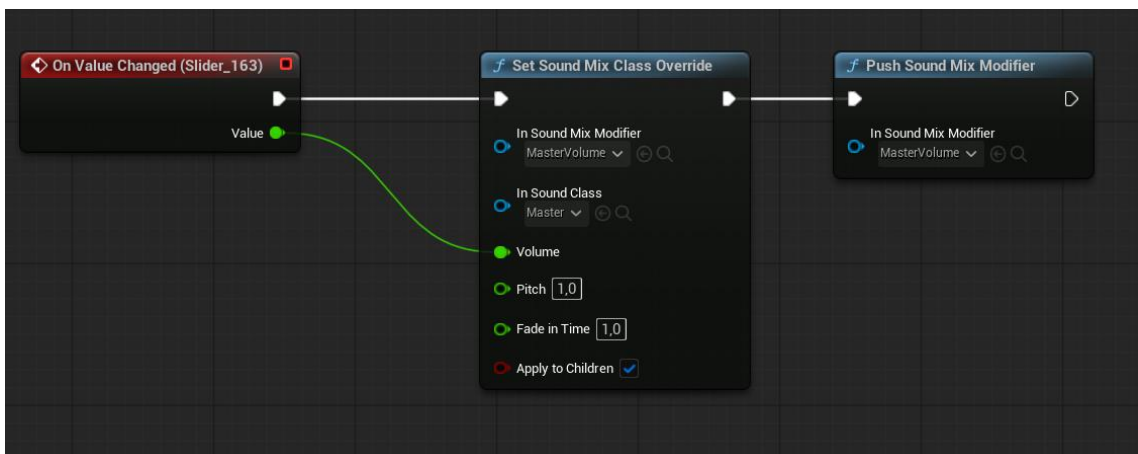 On Value Changed (Slider_163)
Value
f Set Sound Mix Class Override
In Sound Mix Modifier
MasterVolume
In Sound Class
Master
Volume
Pitch 1,0
Fade in Time 1,0
Apply to Children
f Push Sound Mix Modifier
In Sound Mix Modifier
MasterVolume